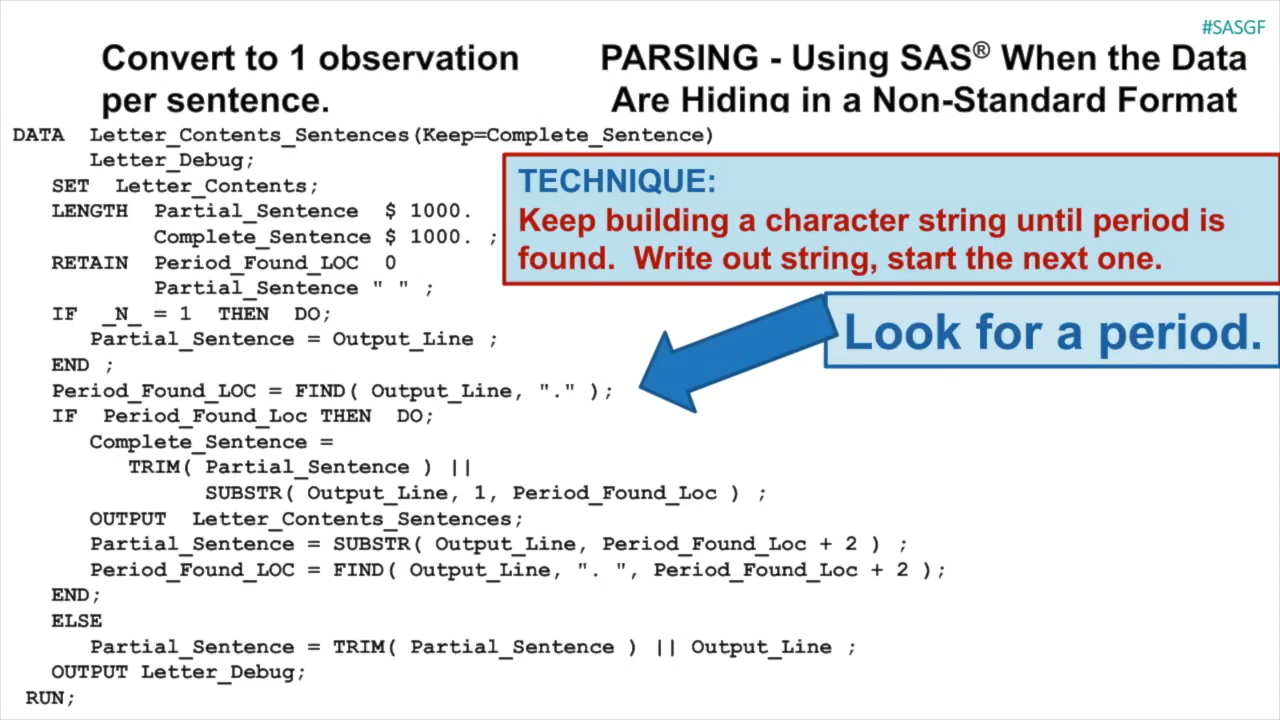 #SASGF
Convert to 1 observation
per sentence.
PARSING - Using SAS® When the Data
Are Hiding in a Non-Standard Format
DATA  Letter_Contents_Sentences(Keep=Complete_Sentence)
      Letter_Debug;
   SET  Letter_Contents;
   LENGTH  Partial_Sentence  $ 1000.
           Complete_Sentence $ 1000. ;
   RETAIN  Period_Found_LOC  0
           Partial_Sentence " " ;
   IF  _N_ = 1  THEN  DO;
      Partial_Sentence = Output_Line ;
   END ;
   Period_Found_LOC = FIND( Output_Line, "." );
   IF  Period_Found_Loc THEN  DO;
      Complete_Sentence =
         TRIM( Partial_Sentence ) ||
               SUBSTR( Output_Line, 1, Period_Found_Loc ) ;
      OUTPUT  Letter_Contents_Sentences;
      Partial_Sentence = SUBSTR( Output_Line, Period_Found_Loc + 2 ) ;
      Period_Found_LOC = FIND( Output_Line, ". ", Period_Found_Loc + 2 );
   END;
   ELSE
      Partial_Sentence = TRIM( Partial_Sentence ) || Output_Line ;
   OUTPUT Letter_Debug;
 RUN;
TECHNIQUE:
Keep building a character string until period is
found.  Write out string, start the next one.
Look for a period.